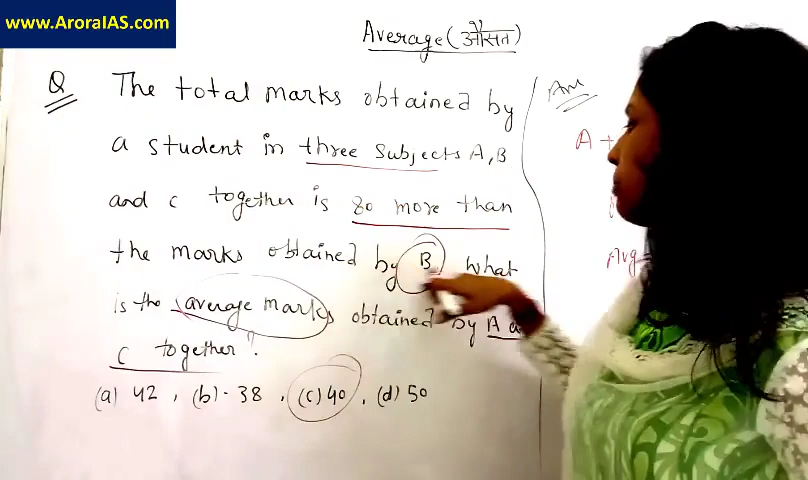 www.AroraIAS.com
Average (औसत)
Q The total marks obtained by
a student in three subjects A, B
and C together is 80 more than
the marks obtained by B what
is the average marks obtained by A a
C together".
(a) 42, (b) - 38, (c) 40, (d) 50
Ans
A +
Avg